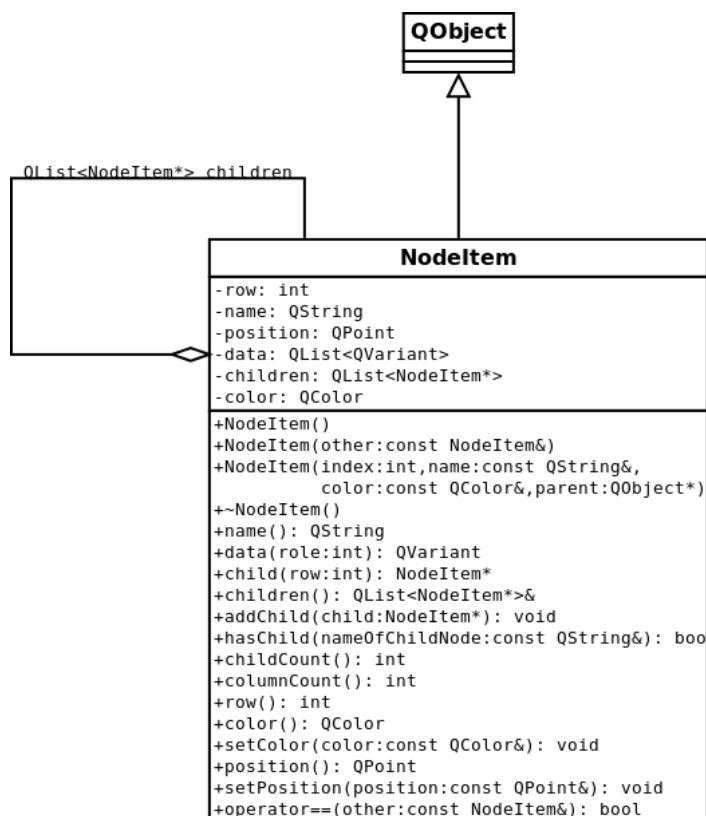 QObject
QList<NodeItem*> children
NodeItem
-row: int
-name: QString
-position: QPoint
-data: QList<QVariant>
-children: QList<NodeItem*>
-color: QColor
+NodeItem()
+NodeItem(other:const NodeItem&)
+NodeItem(index:int,name:const QString&,
color:const QColor&,parent:QObject*)
+~NodeItem()
+name(): QString
+data(role:int): QVariant
+child(row:int): NodeItem*
+children(): QList<NodeItem*>&
+addChild(child:NodeItem*): void
+hasChild(nameOfChildNode:const QString&): boo
+childCount(): int
+columnCount(): int
+row(): int
+color(): QColor
+setColor(color:const QColor&): void
+position(): QPoint
+setPosition(position:const QPoint&): void
+operator==(other:const NodeItem&): bool